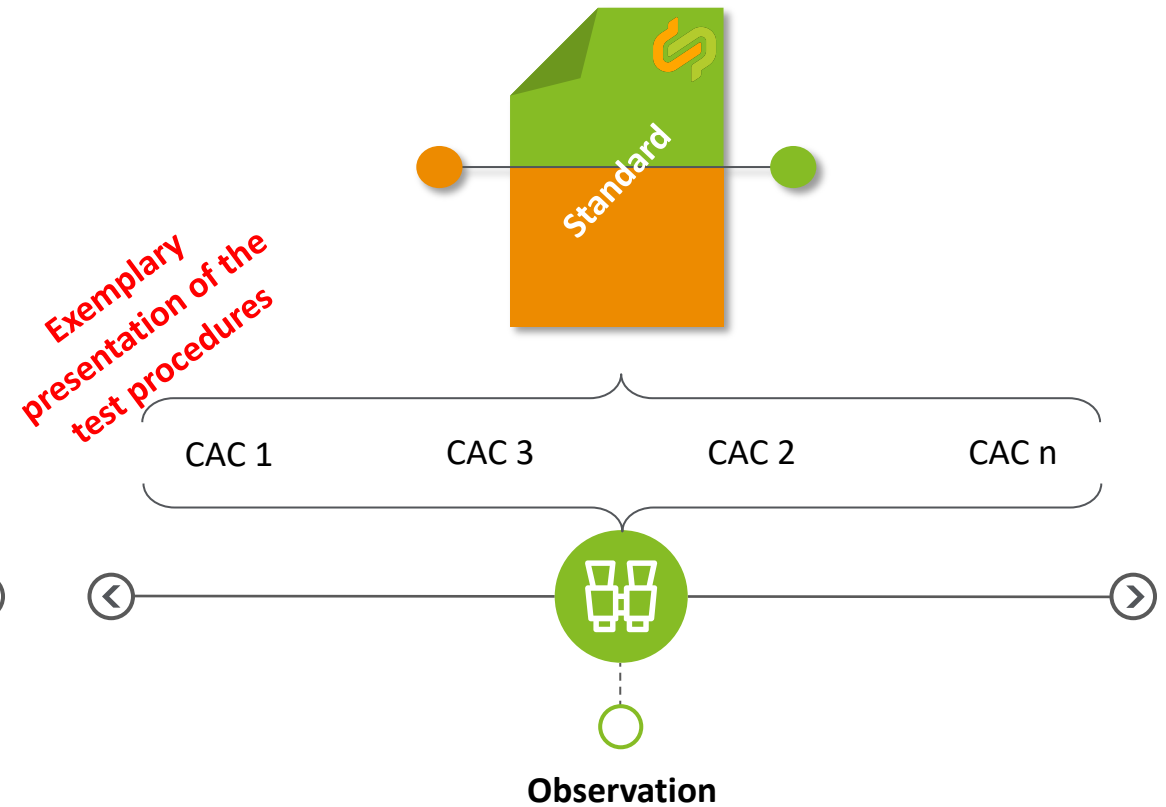 Standard
Exemplary
presentation of the
test procedures
CAC 1
CAC 3
CAC 2
CAC n
Observation